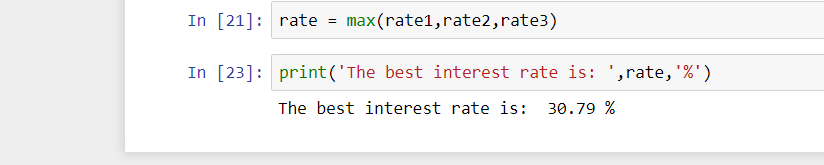 In [21]: rate = max(rate1,rate2,rate3)
In [23]: print('The best interest rate is: ',rate,'%')
The best interest rate is:  30.79 %